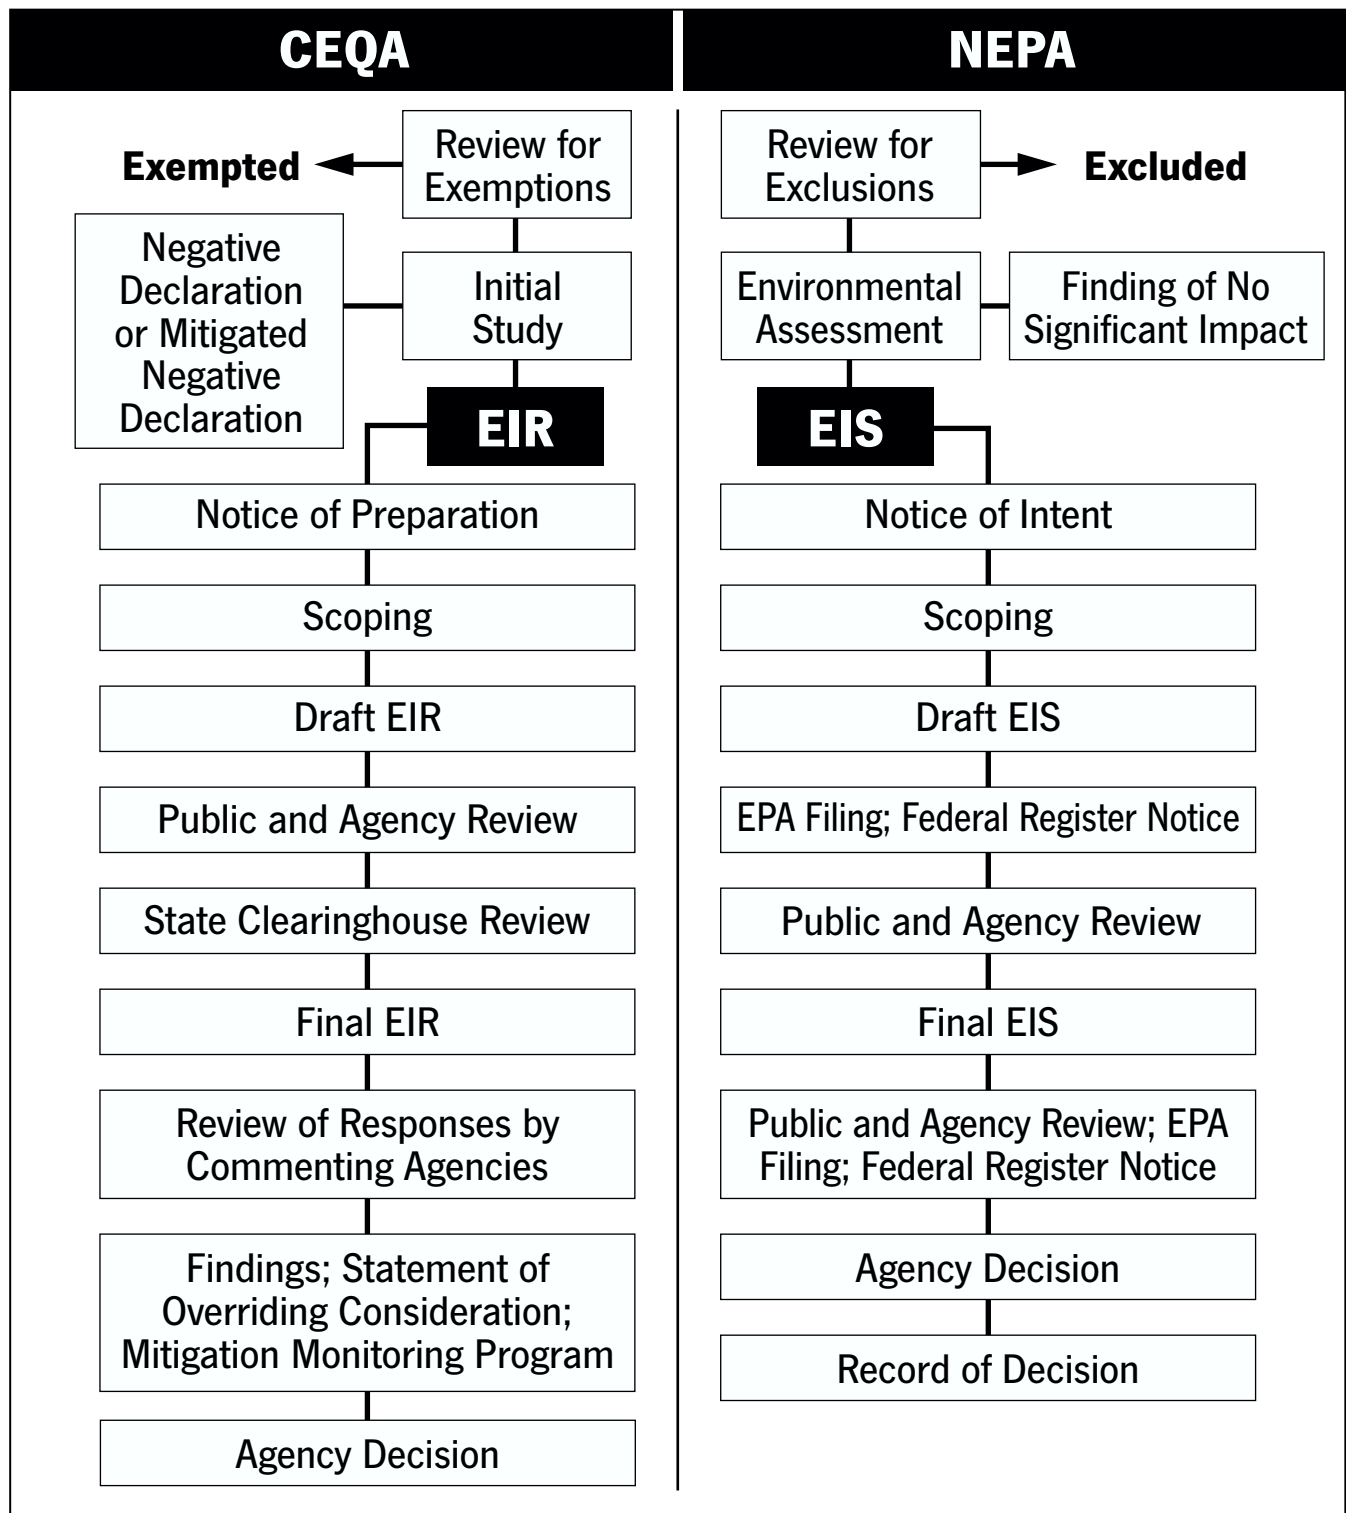 CEQA
Exempted
Review for
Exemptions
Negative
Declaration
or Mitigated
Negative
Declaration
Initial
Study
EIR
Notice of Preparation
Scoping
Draft EIR
Public and Agency Review
State Clearinghouse Review
Final EIR
Review of Responses by
Commenting Agencies
Findings; Statement of
Overriding Consideration;
Mitigation Monitoring Program
Agency Decision
NEPA
Review for
Exclusions
Excluded
Environmental
Assessment
Finding of No
Significant Impact
EIS
Notice of Intent
Scoping
Draft EIS
EPA Filing; Federal Register Notice
Public and Agency Review
Final EIS
Public and Agency Review; EPA
Filing; Federal Register Notice
Agency Decision
Record of Decision